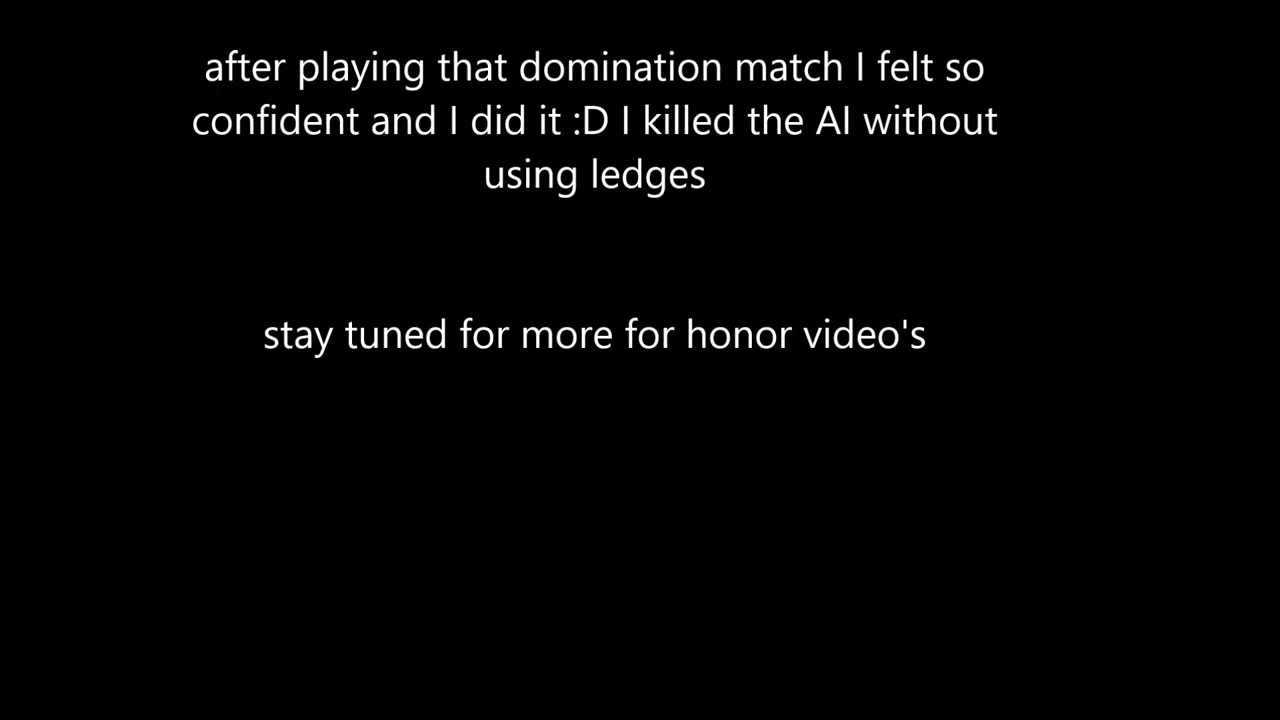 after playing that domination match I felt so
confident and I did it :D I killed the AI without
using ledges
stay tuned for more for honor video's